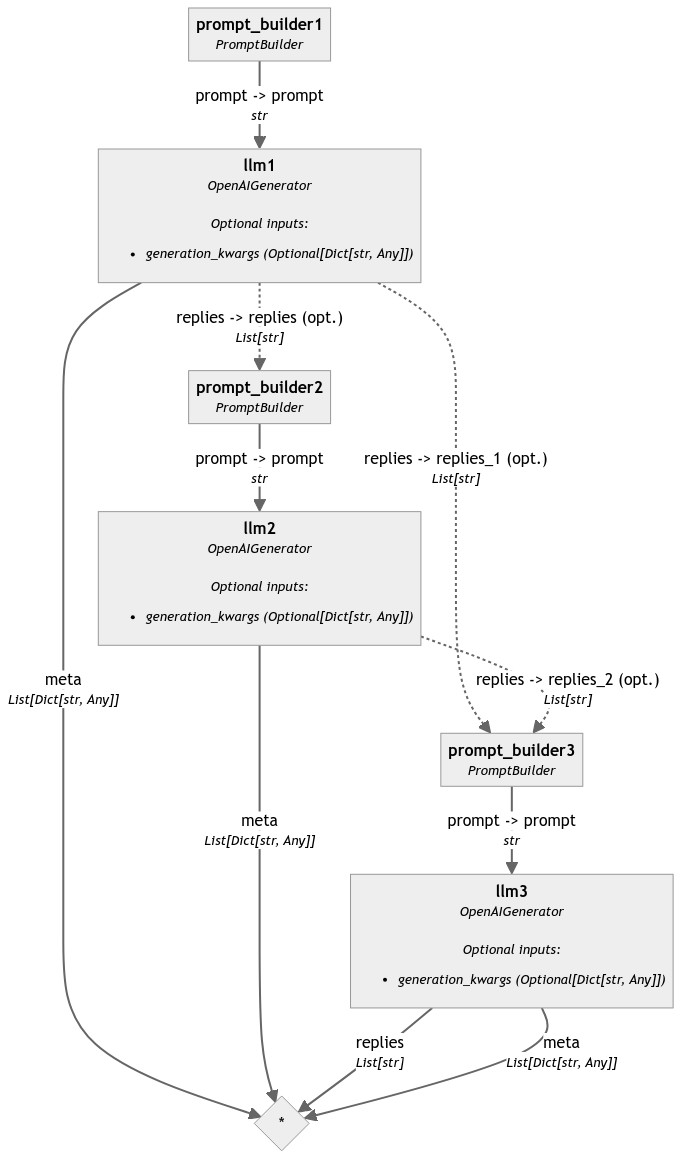 prompt_builder1
PromptBuilder
prompt -> prompt
str
llm1
OpenAIGenerator
Optional inputs:
• generation_kwargs (Optional[Dict[str, Any]])
replies -> replies (opt.)
List[str]
prompt_builder2
PromptBuilder
prompt -> prompt
str
replies -> replies_1 (opt.)
List[str]
llm2
OpenAIGenerator
Optional inputs:
• generation_kwargs (Optional[Dict[str, Any]])
meta
List[Dict[str, Any]]
replies -> replies_2 (opt.)
List[str]
prompt_builder3
PromptBuilder
meta
List[Dict[str, Any]]
prompt -> prompt
str
llm3
OpenAIGenerator
Optional inputs:
• generation_kwargs (Optional[Dict[str, Any]])
replies
List[str]
meta
List[Dict[str, Any]]
*